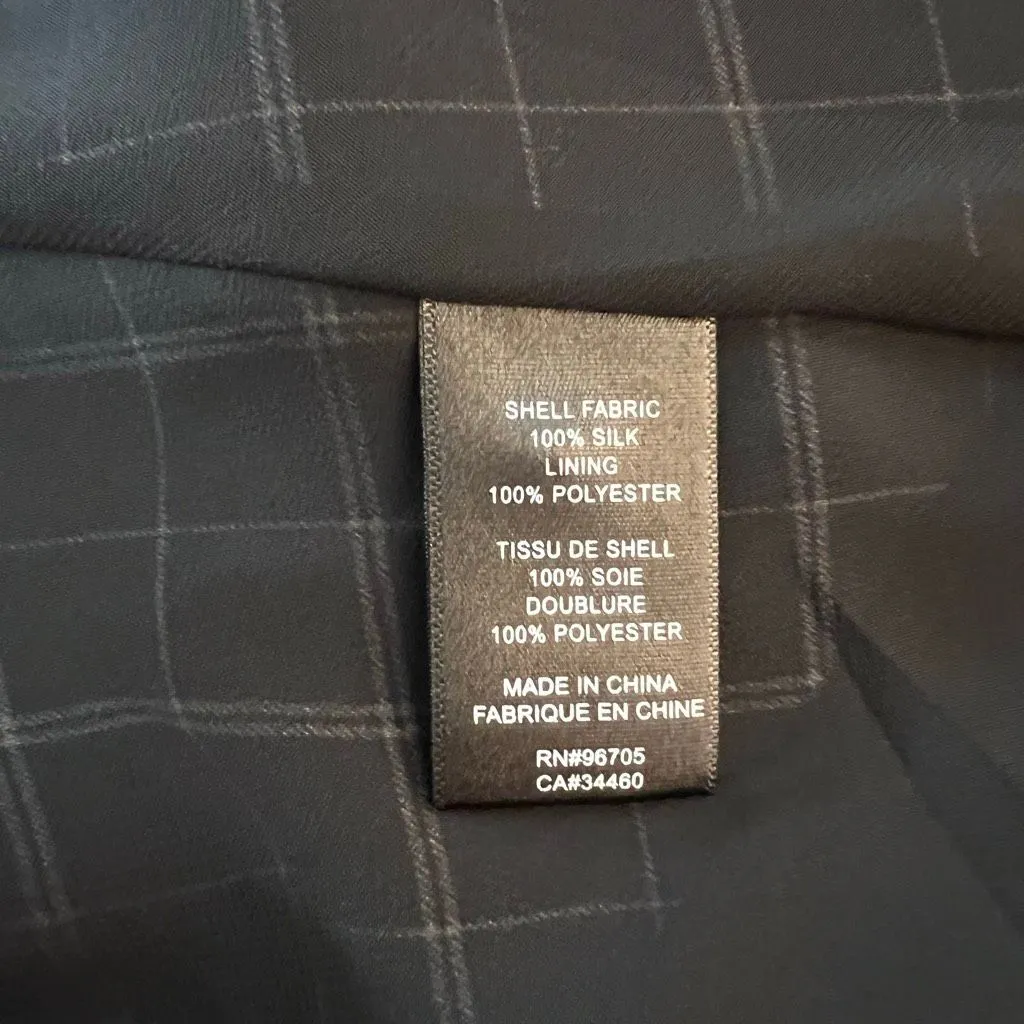 SHELL FABRIC
100% SILK
LINING
100% POLYESTER
TISSU DE SHELL
100% SOIE
DOUBLURE
100% POLYESTER
MADE IN CHINA
FABRIQUE EN CHINE
RN#96705
CA#34460